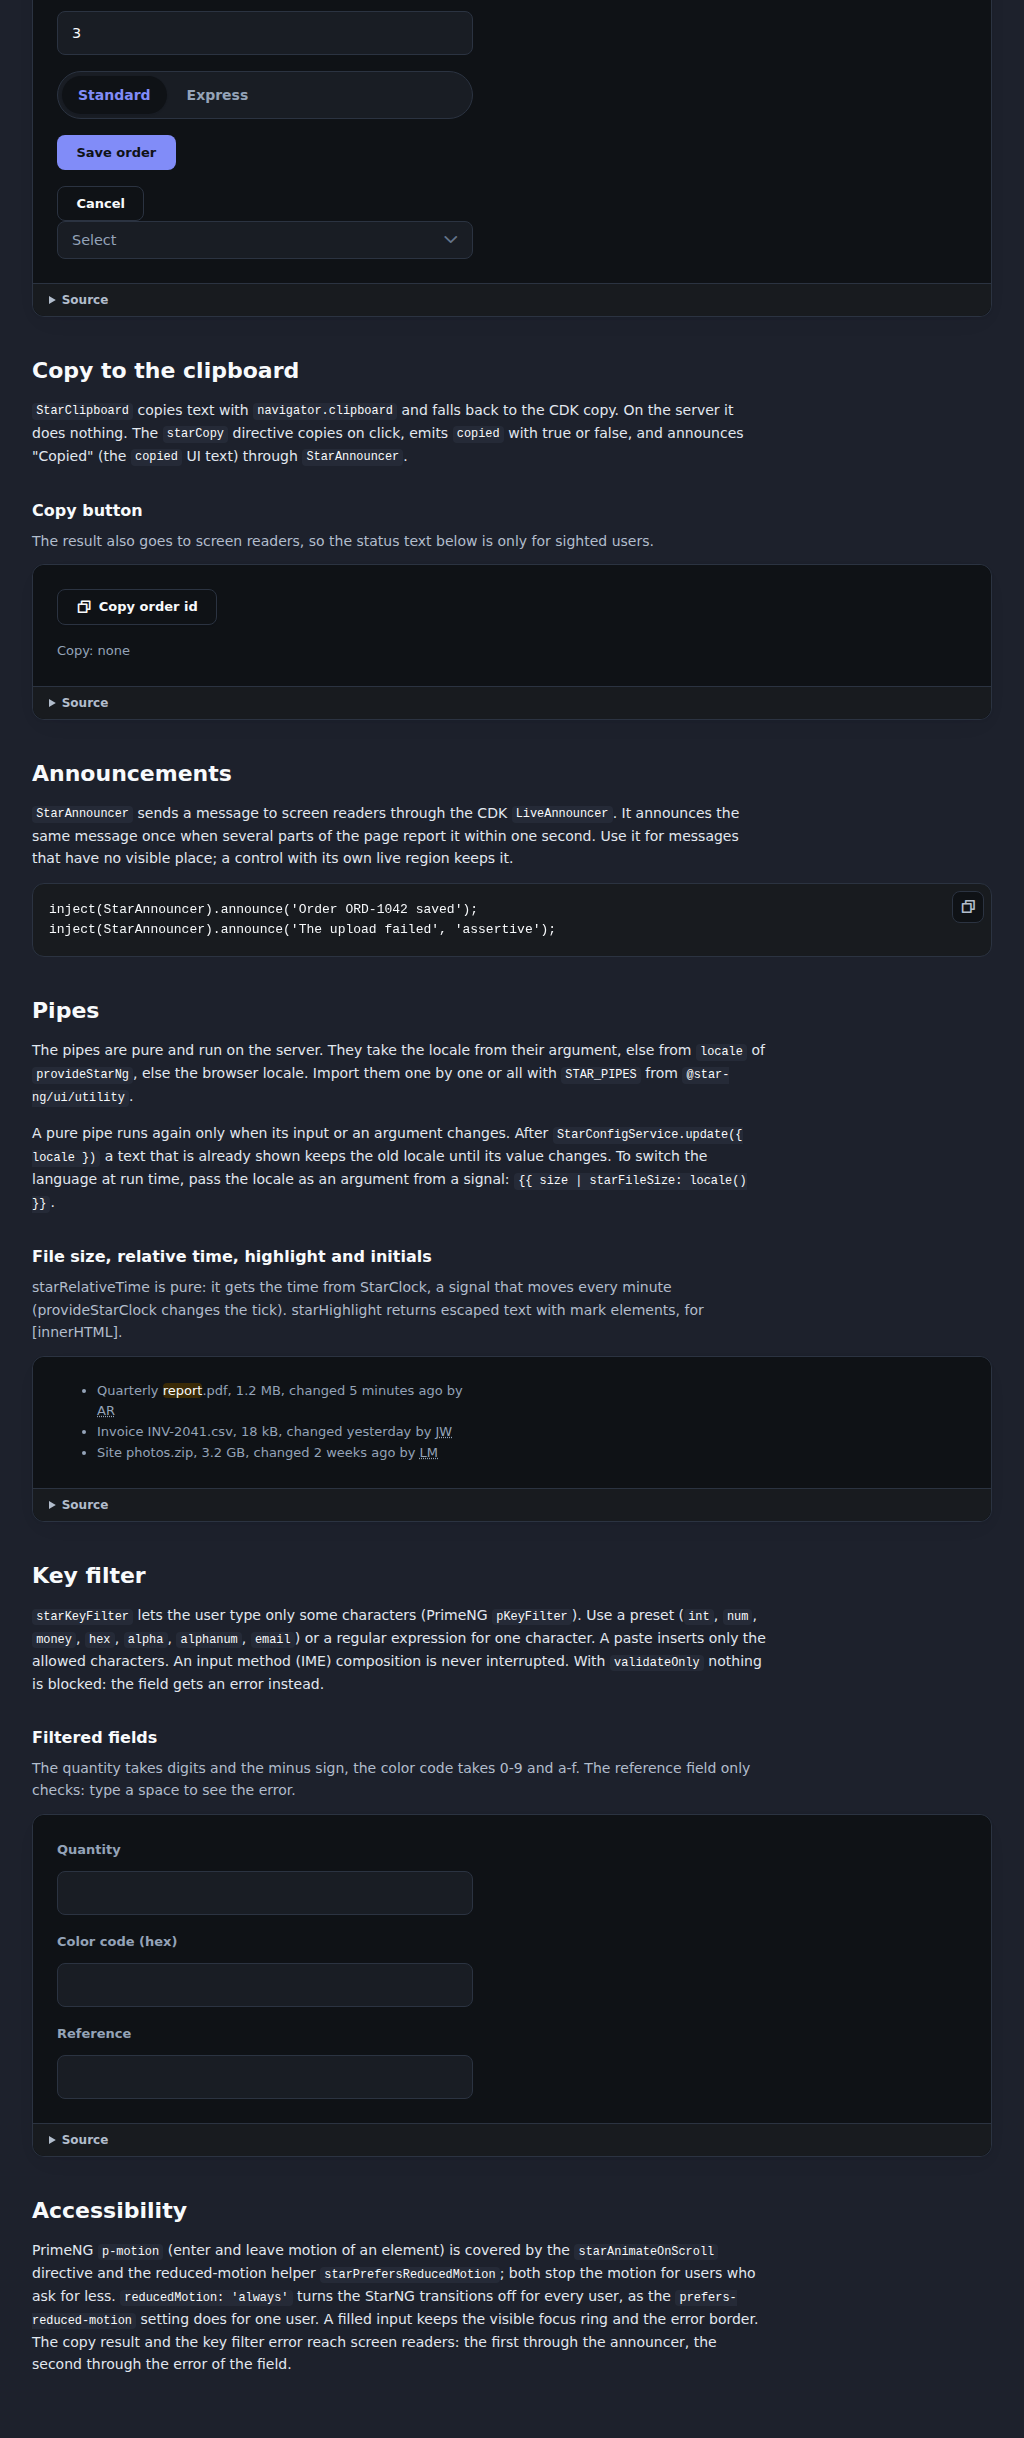 3
Standard Express
Save order
Cancel
Select
Source
Copy to the clipboard
StarClipboard copies text with navigator.clipboard and falls back to the CDK copy. On the server it
does nothing. The starCopy directive copies on click, emits copied with true or false, and announces
"Copied" (the copied UI text) through StarAnnouncer.
Copy button
The result also goes to screen readers, so the status text below is only for sighted users.
Copy order id
Copy: none
Source
Announcements
StarAnnouncer sends a message to screen readers through the CDK LiveAnnouncer. It announces the
same message once when several parts of the page report it within one second. Use it for messages
that have no visible place; a control with its own live region keeps it.
inject(StarAnnouncer).announce('Order ORD-1042 saved');
inject(StarAnnouncer).announce('The upload failed', 'assertive');
Pipes
The pipes are pure and run on the server. They take the locale from their argument, else from locale of
provideStarNg, else the browser locale. Import them one by one or all with STAR_PIPES from @star-
ng/ui/utility.
A pure pipe runs again only when its input or an argument changes. After StarConfigService.update({
locale }) a text that is already shown keeps the old locale until its value changes. To switch the
language at run time, pass the locale as an argument from a signal: {{ size | starFileSize: locale()
}}.
File size, relative time, highlight and initials
starRelativeTime is pure: it gets the time from StarClock, a signal that moves every minute
(provideStarClock changes the tick). starHighlight returns escaped text with mark elements, for
[innerHTML].
• Quarterly report.pdf, 1.2 MB, changed 5 minutes ago by
AR
• Invoice INV-2041.csv, 18 kB, changed yesterday by JW
• Site photos.zip, 3.2 GB, changed 2 weeks ago by LM
Source
Key filter
starKeyFilter lets the user type only some characters (PrimeNG pKeyFilter). Use a preset (int, num,
money, hex, alpha, alphanum, email) or a regular expression for one character. A paste inserts only the
allowed characters. An input method (IME) composition is never interrupted. With validateOnly nothing
is blocked: the field gets an error instead.
Filtered fields
The quantity takes digits and the minus sign, the color code takes 0-9 and a-f. The reference field only
checks: type a space to see the error.
Quantity
Color code (hex)
Reference
Source
Accessibility
PrimeNG p-motion (enter and leave motion of an element) is covered by the starAnimateOnScroll
directive and the reduced-motion helper starPrefersReducedMotion; both stop the motion for users who
ask for less. reducedMotion: 'always' turns the StarNG transitions off for every user, as the prefers-
reduced-motion setting does for one user. A filled input keeps the visible focus ring and the error border.
The copy result and the key filter error reach screen readers: the first through the announcer, the
second through the error of the field.